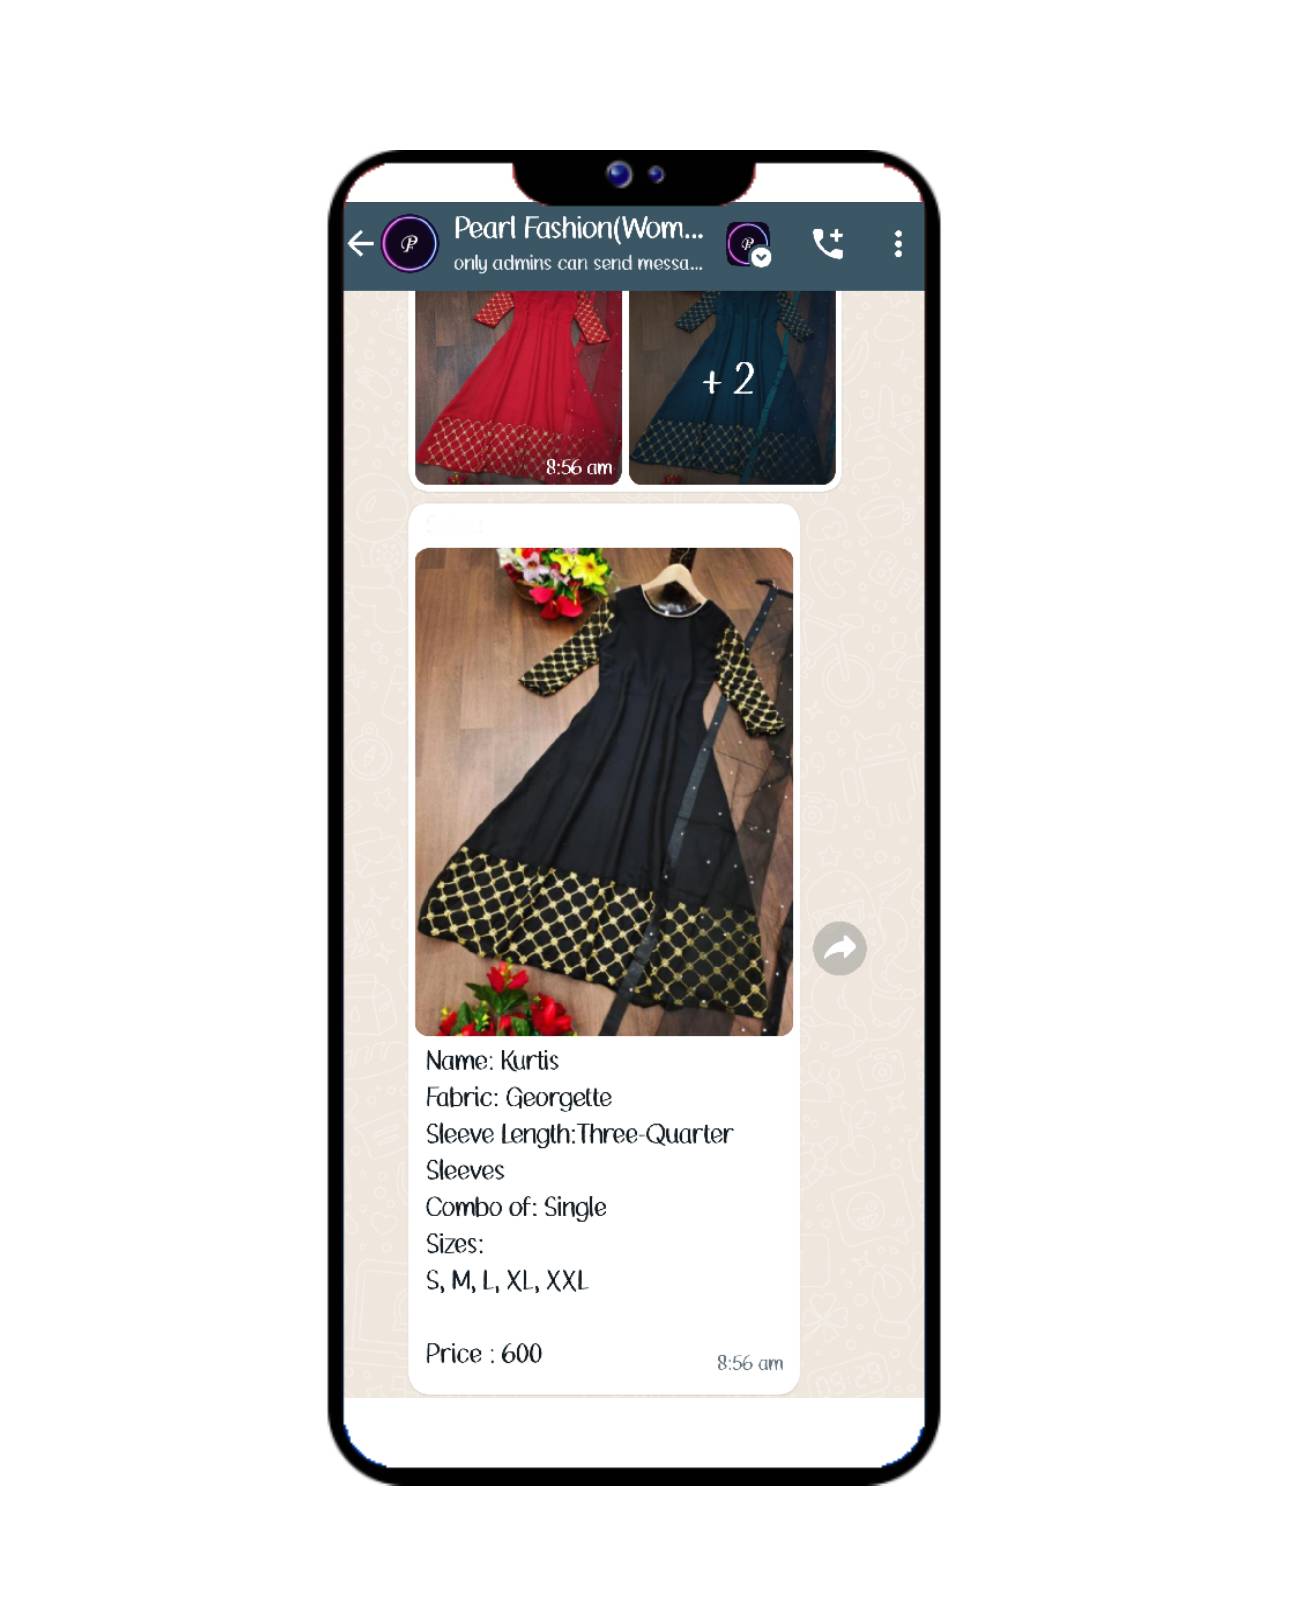 Pearl Fashion(Wom...
only admins can send messa...
+ 2
8:56 am
Name: Kurtis
Fabric: Georgette
Sleeve Length:Three-Quarter
Sleeves
Combo of: Single
Sizes:
S, M, L, XL, XXL
Price : 600
8:56 am